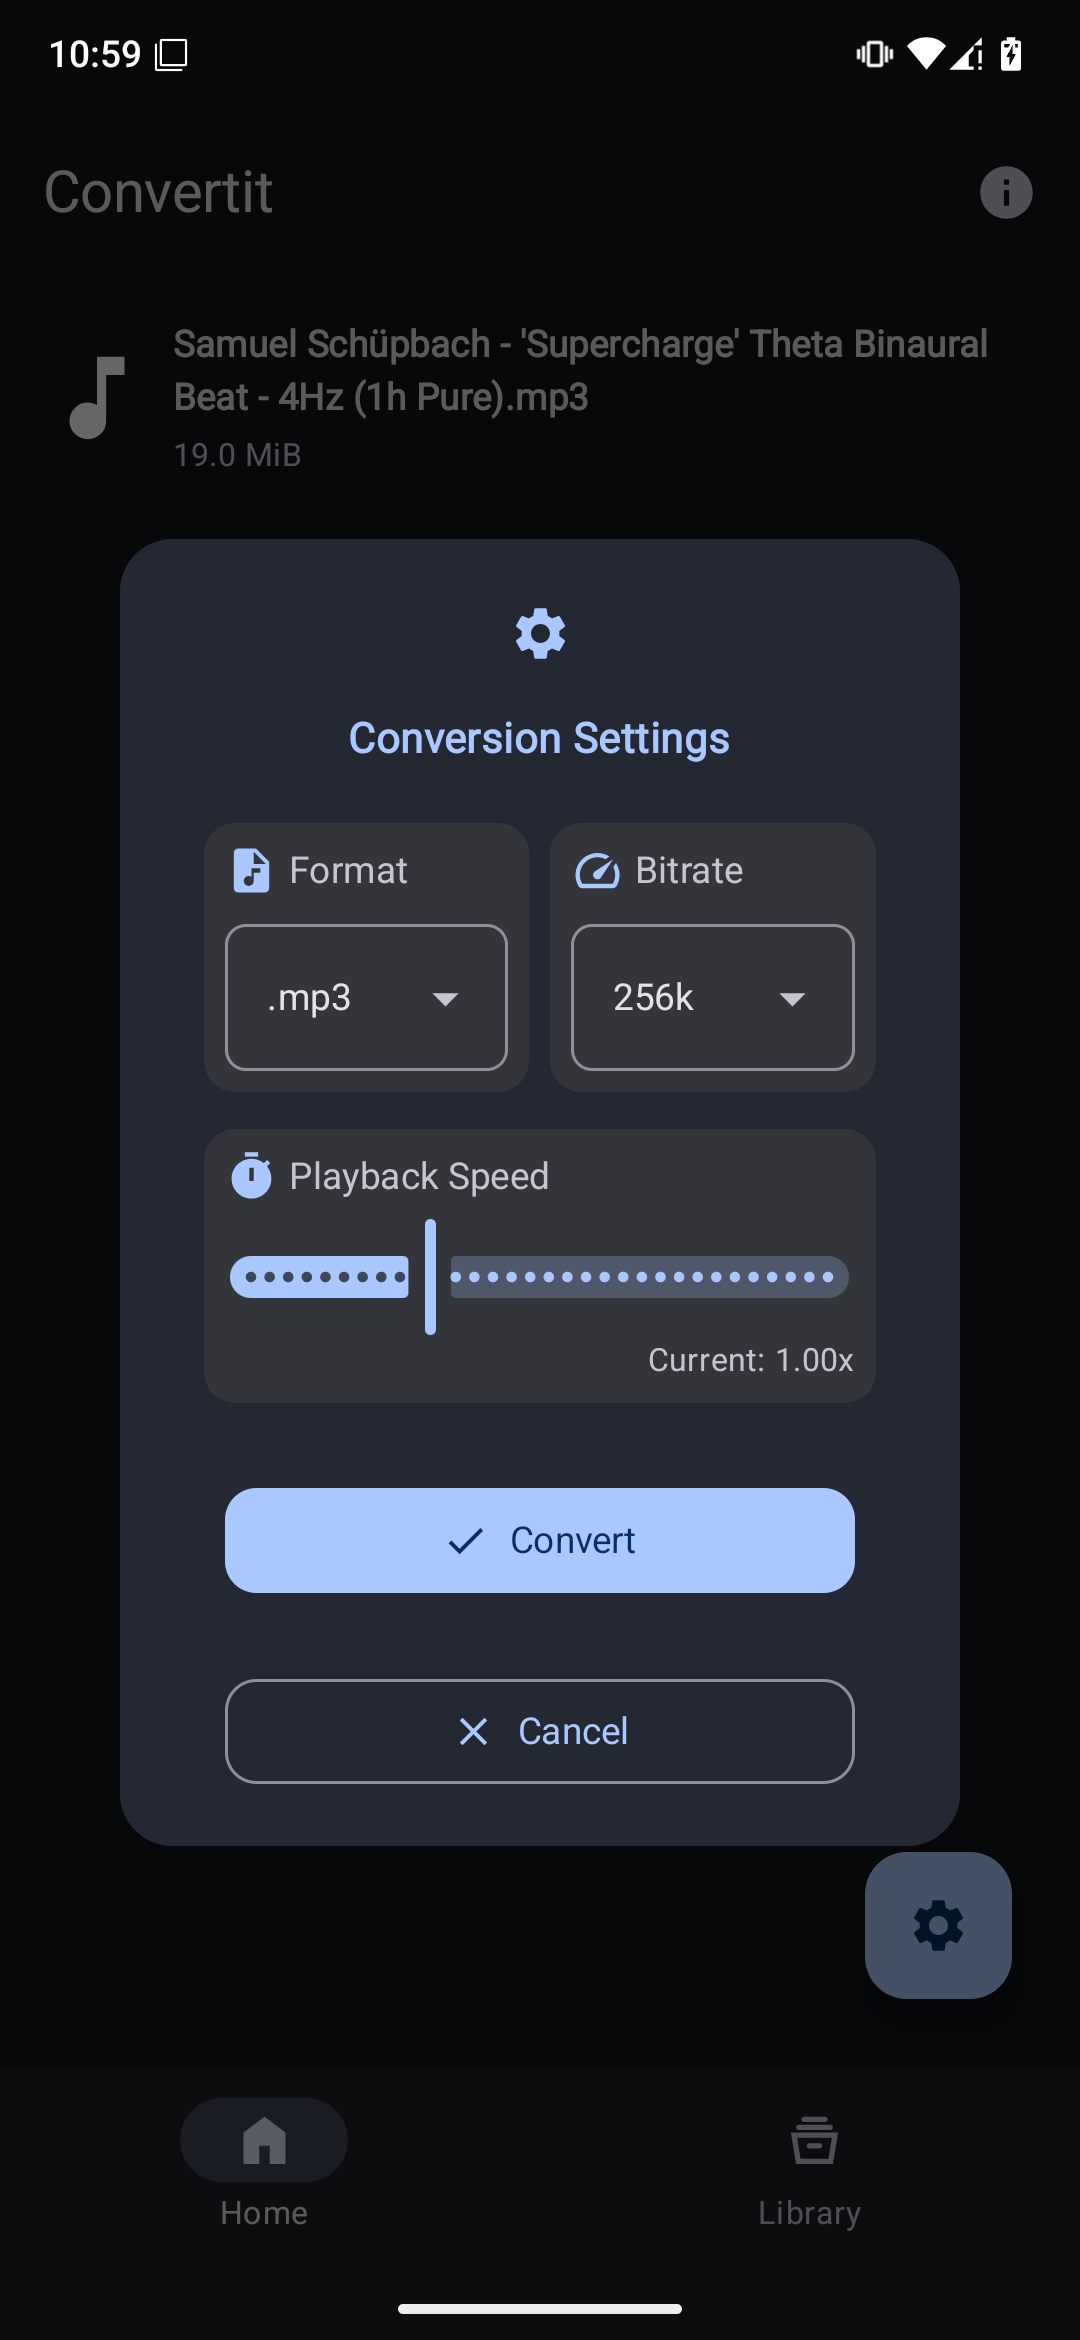 10:59
Convertit
Samuel Schüpbach - 'Supercharge' Theta Binaural
Beat - 4Hz (1h Pure).mp3
19.0 MiB
Conversion Settings
Format
Bitrate
.mp3
256k
Playback Speed
Current: 1.00x
Convert
Cancel
Home
Library